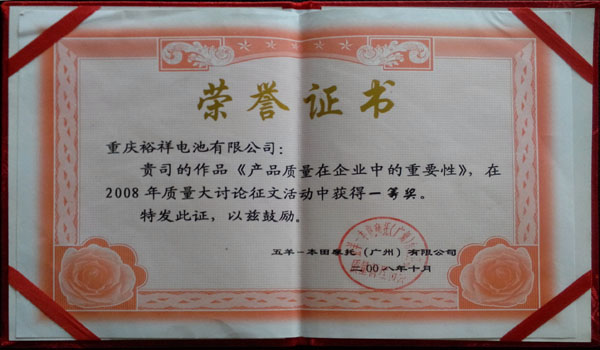 荣誉证书
重庆裕祥电池有限公司:
贵司的作品《产品质量在企业中的重要性》,在
2008年质量大讨论征文活动中获得一等奖。
特发此证,以兹鼓励。
五羊-本田摩托(广州)有限公司
二00八年十月